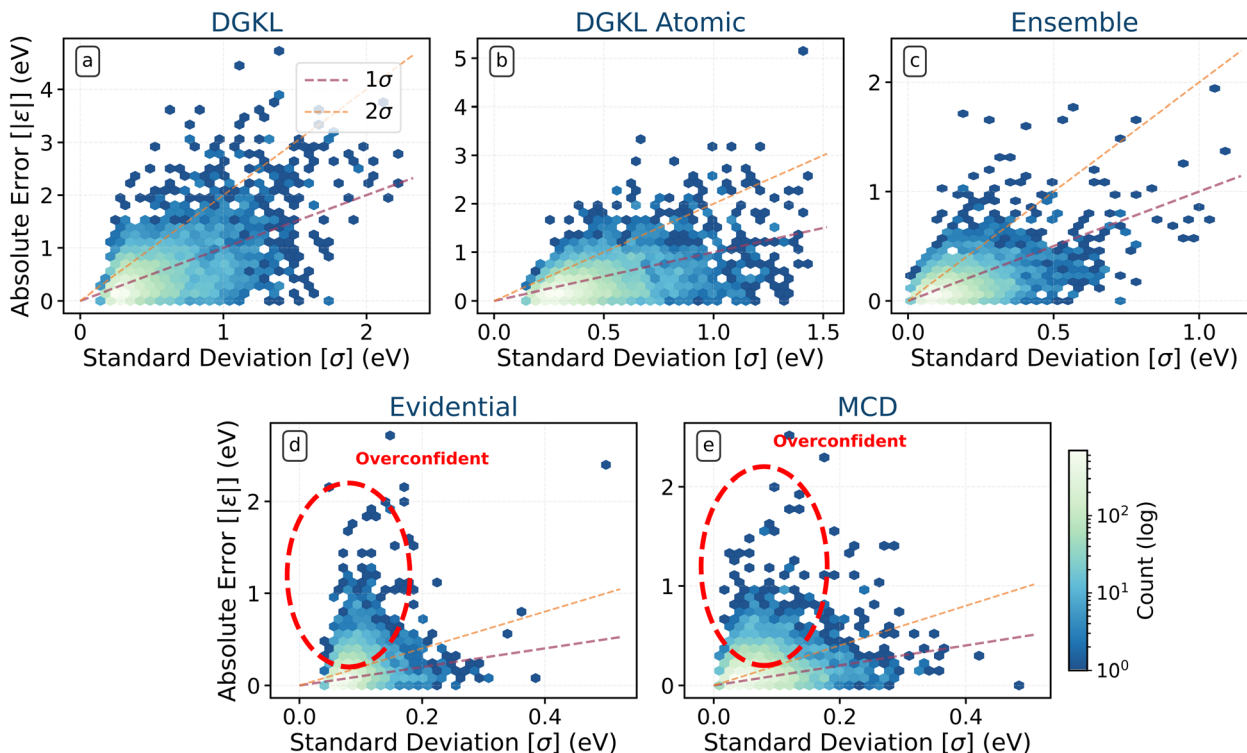 DGKL
DGKL Atomic
Ensemble
a
b
c
1σ
2σ
4
3
2
1
0
5
4
3
2
1
0
2
1
0
Absolute Error [|ε|] (eV)
0
1
2
0.0
0.5
1.0
1.5
0.0
0.5
1.0
Standard Deviation [σ] (eV)
Standard Deviation [σ] (eV)
Standard Deviation [σ] (eV)
Evidential
MCD
d
e
Overconfident
Overconfident
2
1
0
2
1
0
Absolute Error [|ε|] (eV)
0.0
0.2
0.4
0.0
0.2
0.4
Standard Deviation [σ] (eV)
Standard Deviation [σ] (eV)
10²
10¹
10⁰
Count (log)